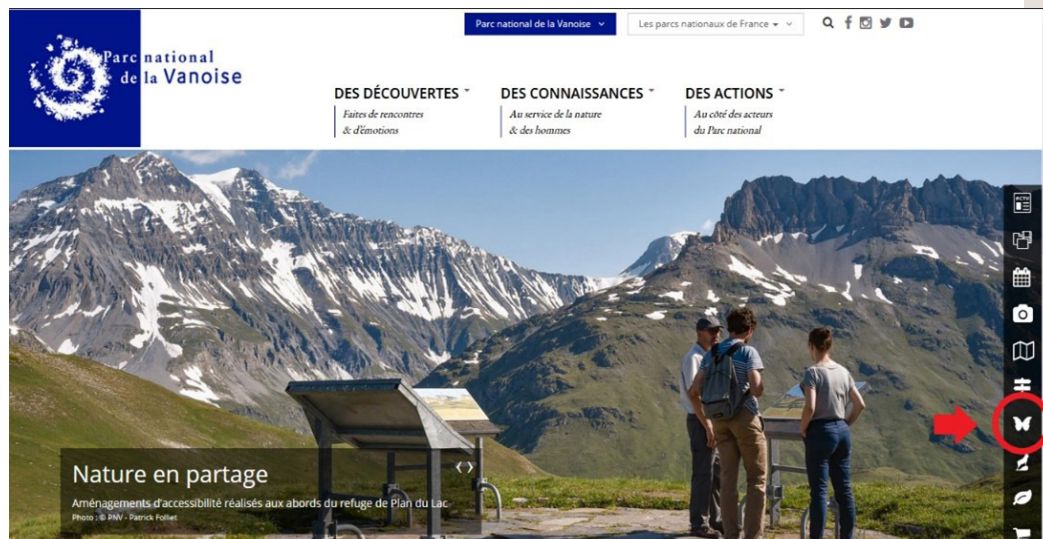 Parc national de la Vanoise
Les parcs nationaux de France
Parc national
de la Vanoise
DES DÉCOUVERTES
Faites de rencontres
& d'émotions
DES CONNAISSANCES
Au service de la nature
& des hommes
DES ACTIONS
Au côté des acteurs
du Parc national
ACTU
Nature en partage
Aménagements d'accessibilité réalisés aux abords du refuge de Plan du Lac
Photo : © PNV - Patrick Folliet